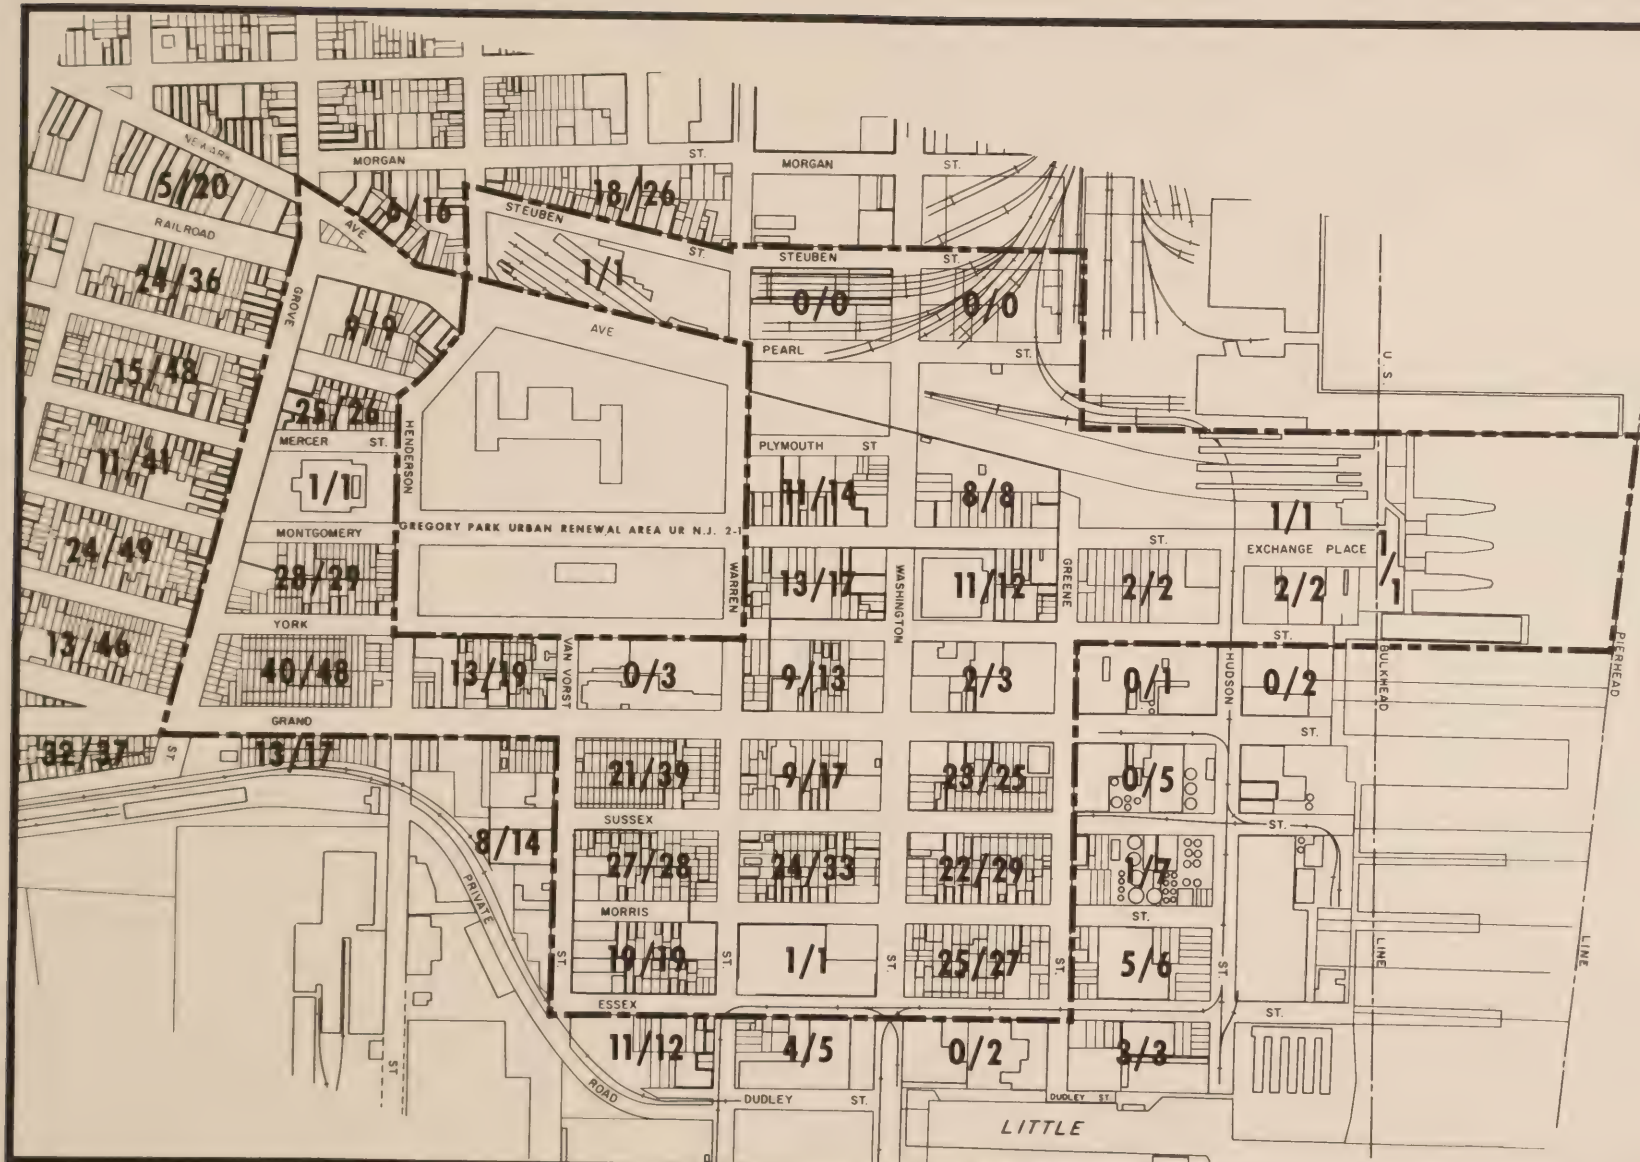 NEWARK
MORGAN ST. MORGAN ST.
5/20
6/16
18/26
RAILROAD
AVE
STEUBEN ST. STEUBEN ST.
24/36
1/1
0/0
0/0
GROVE
9/9
AVE
PEARL ST.
15/48
25/26
U.S.
MERCER ST.
HENDERSON
PLYMOUTH ST
11/41
1/1
11/14
8/8
1/1
MONTGOMERY
GREGORY PARK URBAN RENEWAL AREA UR N.J. 2-1
ST.
EXCHANGE PLACE
24/49
28/29
WARREN
13/17
WASHINGTON
11/12
GREENE
2/2
2/2
1/1
YORK
ST.
13/46
40/48
13/19
VAN VORST
0/3
9/13
2/3
0/1
HUDSON
0/2
BULKHEAD
PIERHEAD
GRAND
ST.
32/37
ST.
13/17
21/39
9/17
23/25
0/5
SUSSEX
ST.
8/14
27/28
24/33
22/29
1/7
PRIVATE
MORRIS
ST.
ST.
19/19
ST.
1/1
ST.
25/27
ST.
5/6
ST.
LINE
LINE
ESSEX
ST.
11/12
4/5
0/2
3/3
ST
ROAD
DUDLEY ST.
DUDLEY ST
LITTLE